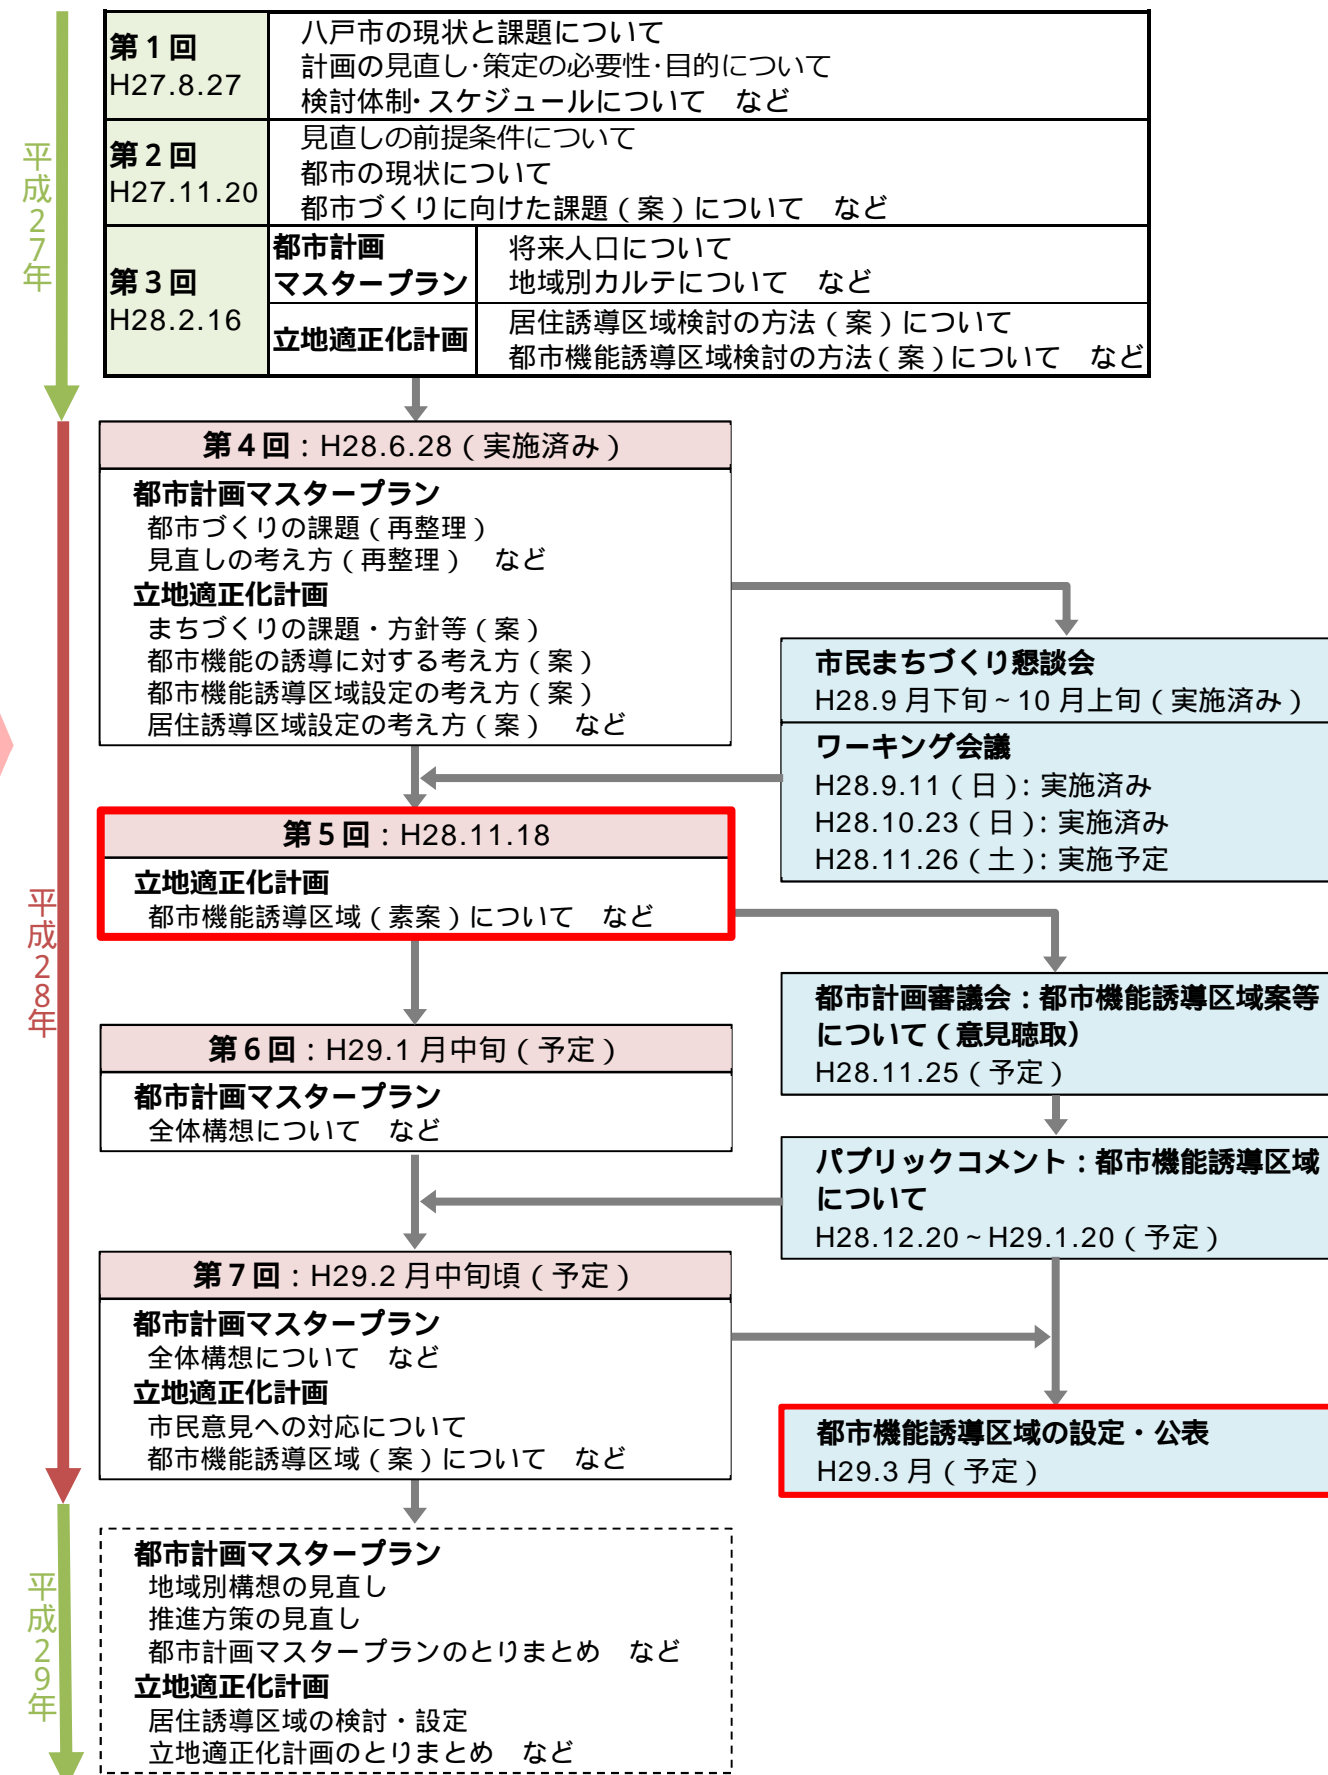 平成27年
第1回
H27.8.27
八戸市の現状と課題について
計画の見直し・策定の必要性・目的について
検討体制・スケジュールについて　など
第2回
H27.11.20
見直しの前提条件について
都市の現状について
都市づくりに向けた課題（案）について　など
第3回
H28.2.16
都市計画
マスタープラン
将来人口について
地域別カルテについて　など
立地適正化計画
居住誘導区域検討の方法（案）について
都市機能誘導区域検討の方法（案）について　など
平成28年
第4回：H28.6.28（実施済み）
都市計画マスタープラン
都市づくりの課題（再整理）
見直しの考え方（再整理）　など
立地適正化計画
まちづくりの課題・方針等（案）
都市機能の誘導に対する考え方（案）
都市機能誘導区域設定の考え方（案）
居住誘導区域設定の考え方（案）　など
市民まちづくり懇談会
H28.9月下旬～10月上旬（実施済み）
ワーキング会議
H28.9.11（日）：実施済み
H28.10.23（日）：実施済み
H28.11.26（土）：実施予定
第5回：H28.11.18
立地適正化計画
都市機能誘導区域（素案）について　など
都市計画審議会：都市機能誘導区域案等
について（意見聴取）
H28.11.25（予定）
第6回：H29.1月中旬（予定）
都市計画マスタープラン
全体構想について　など
パブリックコメント：都市機能誘導区域
について
H28.12.20～H29.1.20（予定）
第7回：H29.2月中旬頃（予定）
都市計画マスタープラン
全体構想について　など
立地適正化計画
市民意見への対応について
都市機能誘導区域（案）について　など
都市機能誘導区域の設定・公表
H29.3月（予定）
平成29年
都市計画マスタープラン
地域別構想の見直し
推進方策の見直し
都市計画マスタープランのとりまとめ　など
立地適正化計画
居住誘導区域の検討・設定
立地適正化計画のとりまとめ　など